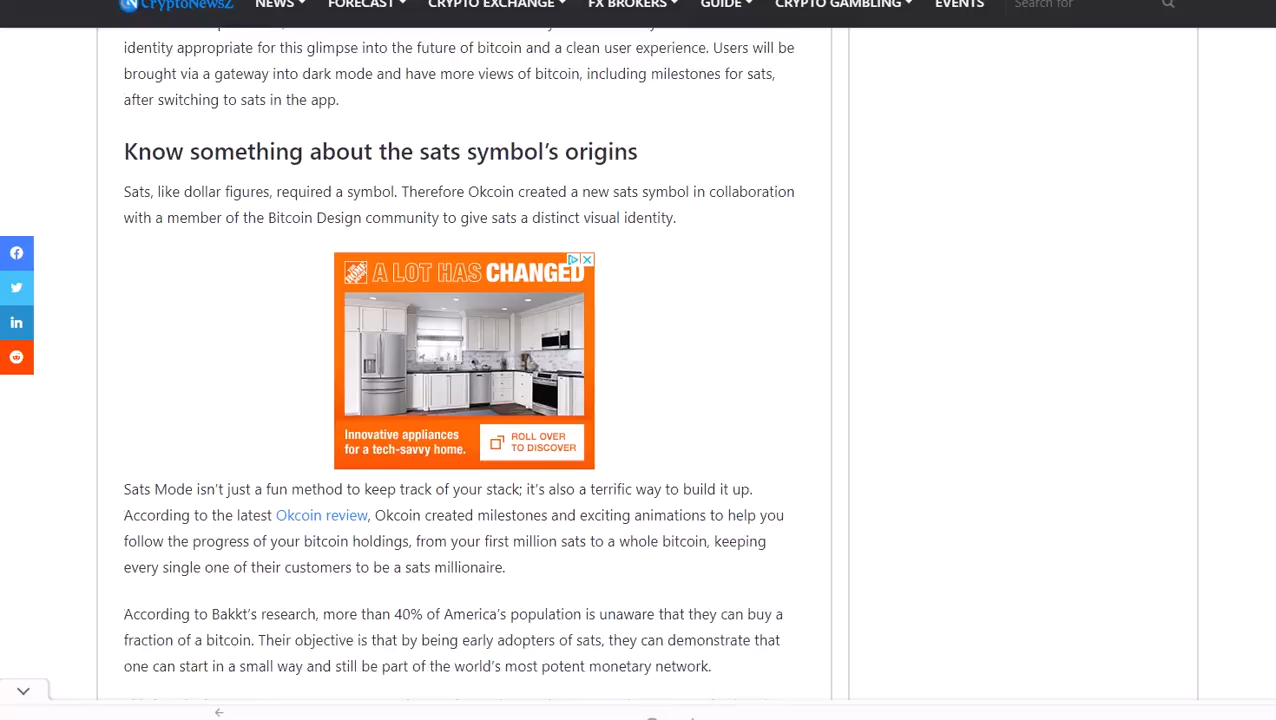 CryptoNewsZ NEWS FORECAST CRYPTO EXCHANGE FX BROKERS GUIDE CRYPTO GAMBLING EVENTS Search for
identity appropriate for this glimpse into the future of bitcoin and a clean user experience. Users will be
brought via a gateway into dark mode and have more views of bitcoin, including milestones for sats,
after switching to sats in the app.
Know something about the sats symbol’s origins
Sats, like dollar figures, required a symbol. Therefore Okcoin created a new sats symbol in collaboration
with a member of the Bitcoin Design community to give sats a distinct visual identity.
A LOT HAS CHANGED
Innovative appliances
for a tech-savvy home.
ROLL OVER
TO DISCOVER
Sats Mode isn’t just a fun method to keep track of your stack; it’s also a terrific way to build it up.
According to the latest Okcoin review, Okcoin created milestones and exciting animations to help you
follow the progress of your bitcoin holdings, from your first million sats to a whole bitcoin, keeping
every single one of their customers to be a sats millionaire.
According to Bakkt’s research, more than 40% of America’s population is unaware that they can buy a
fraction of a bitcoin. Their objective is that by being early adopters of sats, they can demonstrate that
one can start in a small way and still be part of the world’s most potent monetary network.